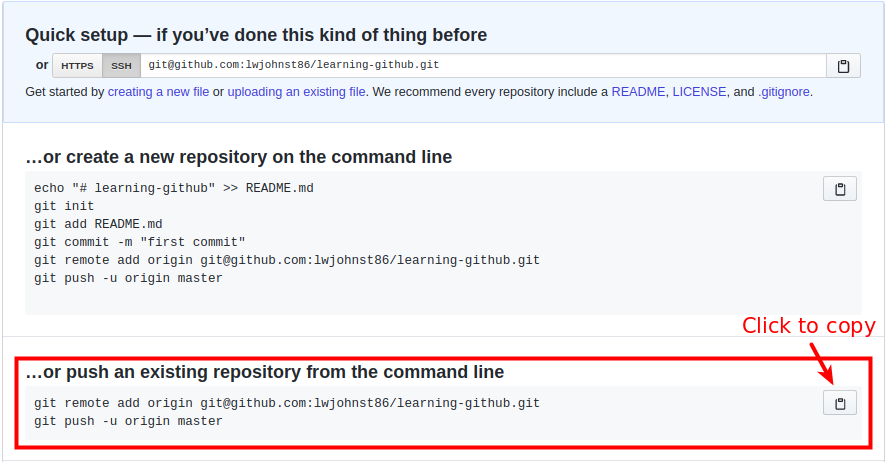 Quick setup — if you've done this kind of thing before
or HTTPS SSH git@github.com:lwjohnst86/learning-github.git
Get started by creating a new file or uploading an existing file. We recommend every repository include a README, LICENSE, and .gitignore.
…or create a new repository on the command line
echo "# learning-github" >> README.md
git init
git add README.md
git commit -m "first commit"
git remote add origin git@github.com:lwjohnst86/learning-github.git
git push -u origin master
Click to copy
…or push an existing repository from the command line
git remote add origin git@github.com:lwjohnst86/learning-github.git
git push -u origin master